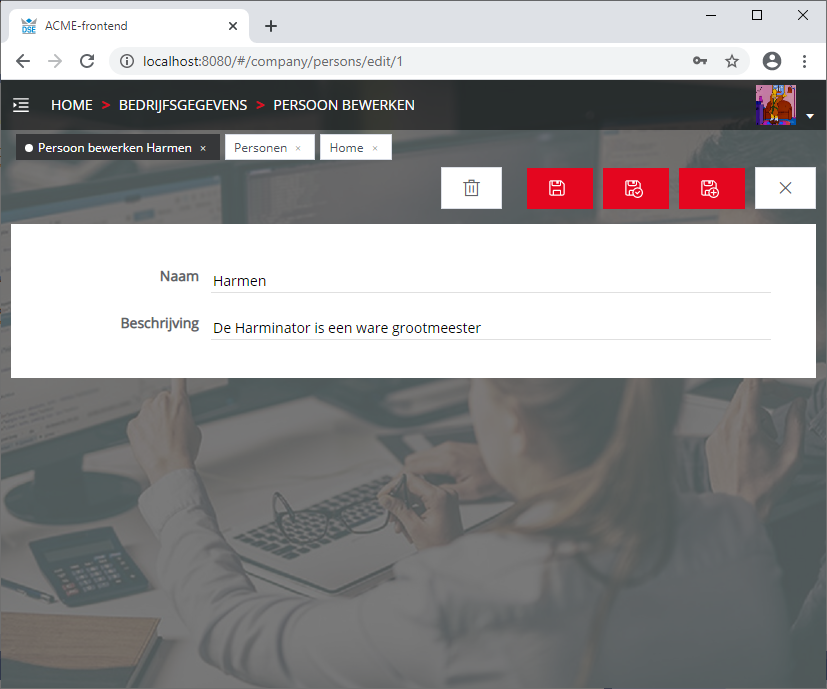 DSE ACME-frontend
localhost:8080/#/company/persons/edit/1
HOME > BEDRIJFSGEGEVENS > PERSOON BEWERKEN
Persoon bewerken Harmen × Personen × Home ×
Naam Harmen
Beschrijving De Harminator is een ware grootmeester